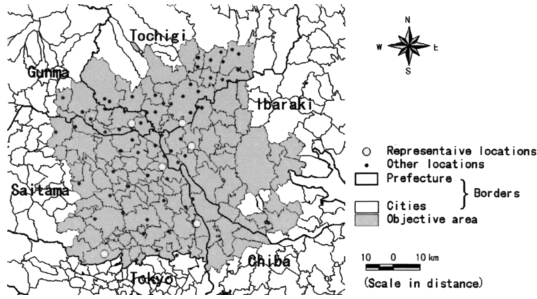 Tochigi
Gunma
Ibaraki
Saitama
Chiba
Tokyo
N
W
E
S
Representaive locations
Other locations
Prefecture
Borders
Cities
Objective area
10 0 10 km
(Scale in distance)